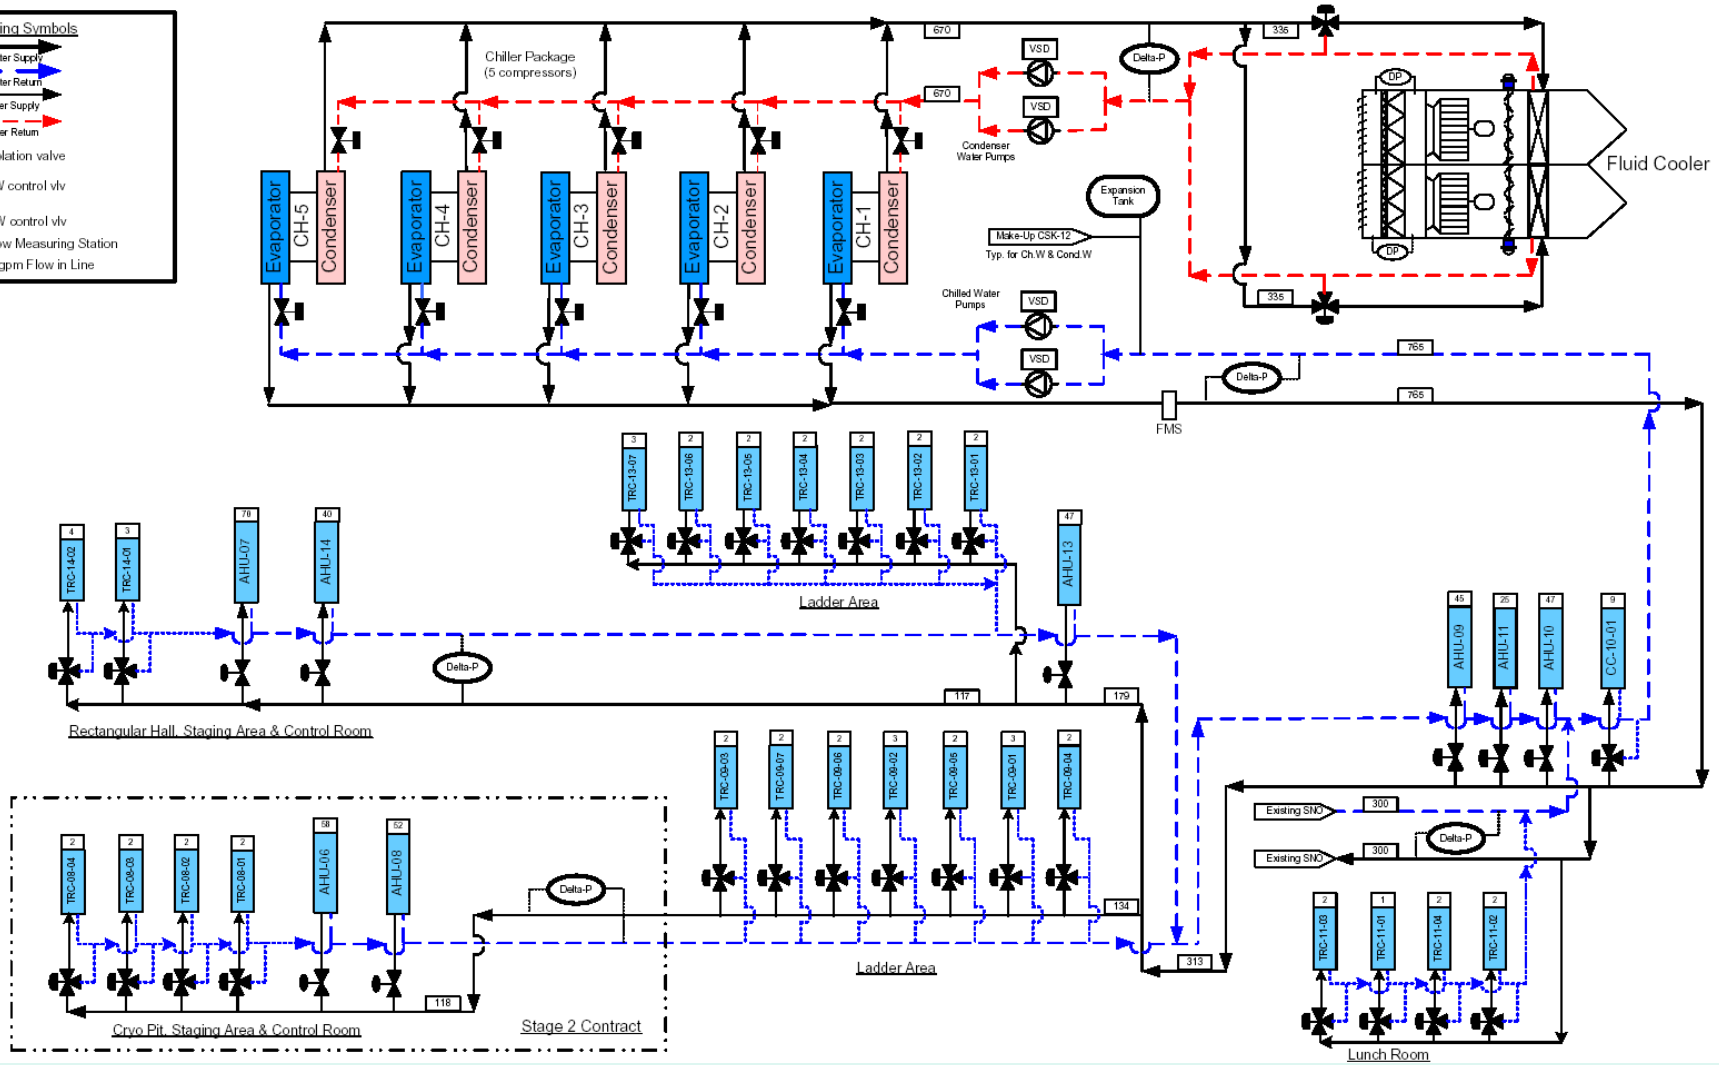 ing Symbols
ter Supply
ter Return
er Supply
er Return
olation valve
W control vlv
W control vlv
ow Measuring Station
gpm Flow in Line
Chiller Package
(5 compressors)
670
670
VSD
VSD
Condenser
Water Pumps
Delta-P
335
335
DP
DP
Fluid Cooler
Evaporator
CH-5
Condenser
Evaporator
CH-4
Condenser
Evaporator
CH-3
Condenser
Evaporator
CH-2
Condenser
Evaporator
CH-1
Condenser
Expansion
Tank
Make-Up CSK-12
Typ. for Ch.W & Cond.W
Chilled Water
Pumps
VSD
VSD
765
Delta-P
765
FMS
3
TRC-13-07
2
TRC-13-06
2
TRC-13-05
2
TRC-13-04
2
TRC-13-03
2
TRC-13-02
2
TRC-13-01
Ladder Area
47
AHU-13
4
TRC-14-02
3
TRC-14-01
78
AHU-07
40
AHU-14
Delta-P
117
179
Rectangular Hall, Staging Area & Control Room
45
AHU-09
25
AHU-11
47
AHU-10
9
CC-10-01
2
TRC-09-03
2
TRC-09-07
2
TRC-09-06
3
TRC-09-02
2
TRC-09-05
3
TRC-09-01
2
TRC-09-04
134
Ladder Area
313
Existing SNO
300
Delta-P
Existing SNO
300
2
TRC-08-04
2
TRC-08-03
2
TRC-08-02
2
TRC-08-01
58
AHU-06
52
AHU-08
Delta-P
118
Cryo Pit, Staging Area & Control Room
Stage 2 Contract
2
TRC-11-03
1
TRC-11-01
2
TRC-11-04
2
TRC-11-02
Lunch Room